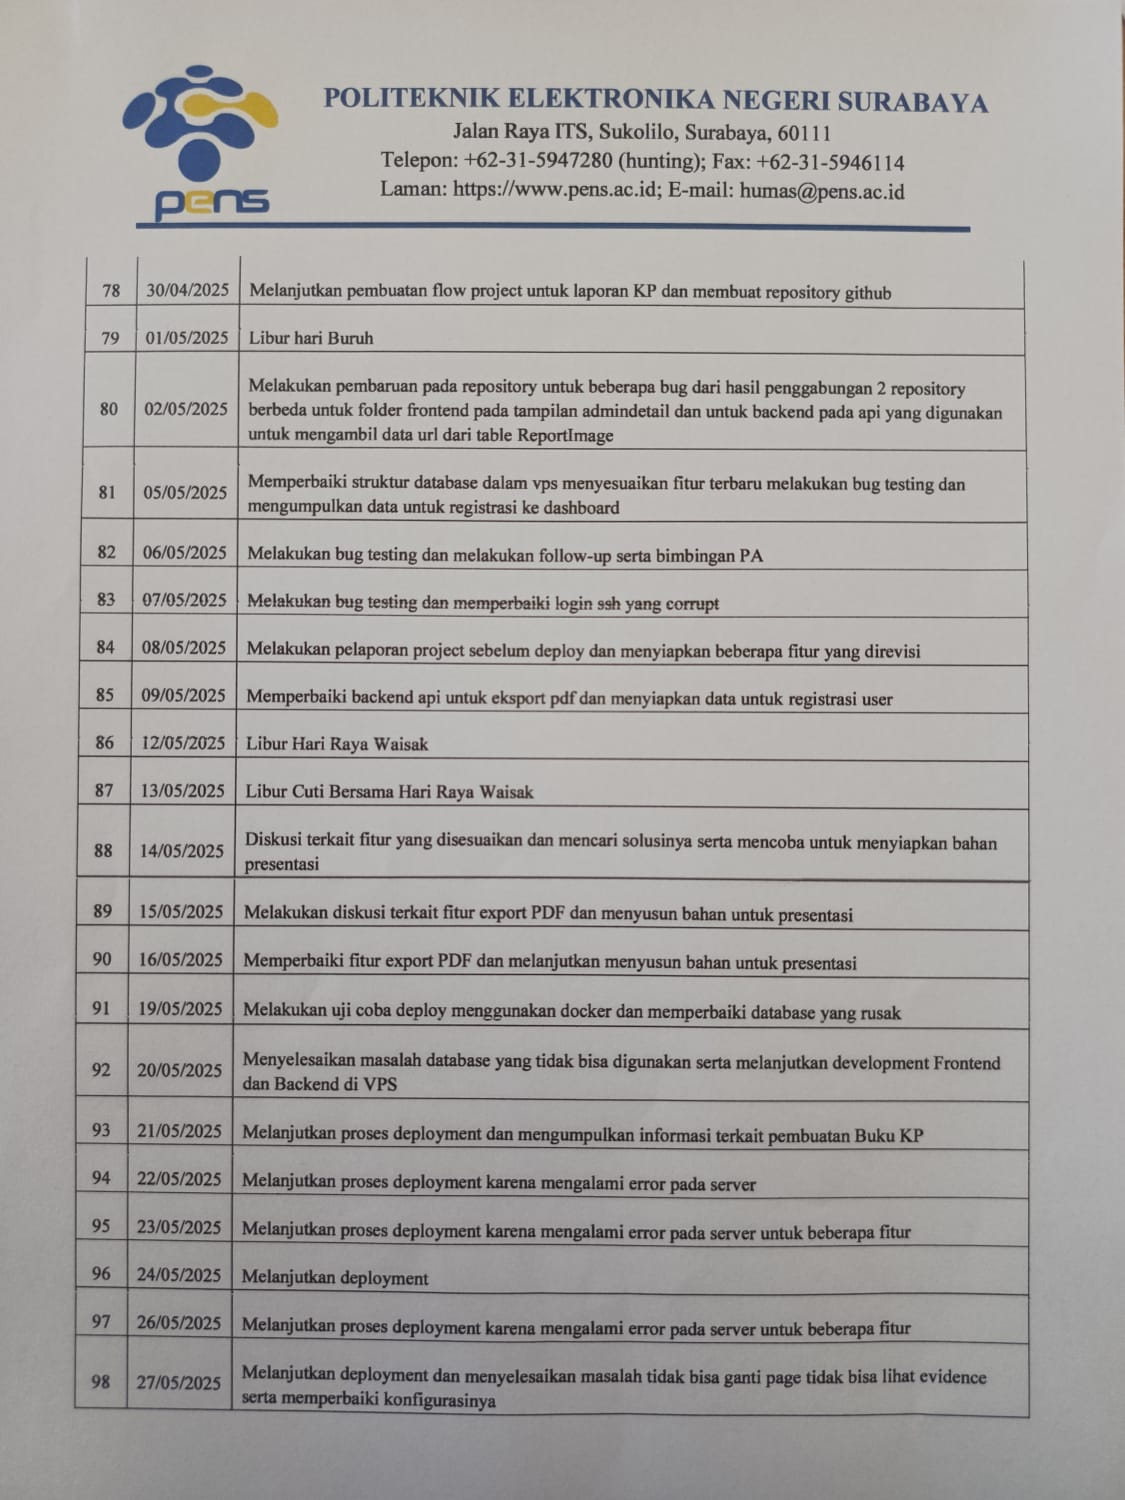 pens
POLITEKNIK ELEKTRONIKA NEGERI SURABAYA
Jalan Raya ITS, Sukolilo, Surabaya, 60111
Telepon: +62-31-5947280 (hunting); Fax: +62-31-5946114
Laman: https://www.pens.ac.id; E-mail: humas@pens.ac.id
78 30/04/2025 Melanjutkan pembuatan flow project untuk laporan KP dan membuat repository github
79 01/05/2025 Libur hari Buruh
80 02/05/2025 Melakukan pembaruan pada repository untuk beberapa bug dari hasil penggabungan 2 repository
berbeda untuk folder frontend pada tampilan admindetail dan untuk backend pada api yang digunakan
untuk mengambil data url dari table ReportImage
81 05/05/2025 Memperbaiki struktur database dalam vps menyesuaikan fitur terbaru melakukan bug testing dan
mengumpulkan data untuk registrasi ke dashboard
82 06/05/2025 Melakukan bug testing dan melakukan follow-up serta bimbingan PA
83 07/05/2025 Melakukan bug testing dan memperbaiki login ssh yang corrupt
84 08/05/2025 Melakukan pelaporan project sebelum deploy dan menyiapkan beberapa fitur yang direvisi
85 09/05/2025 Memperbaiki backend api untuk eksport pdf dan menyiapkan data untuk registrasi user
86 12/05/2025 Libur Hari Raya Waisak
87 13/05/2025 Libur Cuti Bersama Hari Raya Waisak
88 14/05/2025 Diskusi terkait fitur yang disesuaikan dan mencari solusinya serta mencoba untuk menyiapkan bahan
presentasi
89 15/05/2025 Melakukan diskusi terkait fitur export PDF dan menyusun bahan untuk presentasi
90 16/05/2025 Memperbaiki fitur export PDF dan melanjutkan menyusun bahan untuk presentasi
91 19/05/2025 Melakukan uji coba deploy menggunakan docker dan memperbaiki database yang rusak
92 20/05/2025 Menyelesaikan masalah database yang tidak bisa digunakan serta melanjutkan development Frontend
dan Backend di VPS
93 21/05/2025 Melanjutkan proses deployment dan mengumpulkan informasi terkait pembuatan Buku KP
94 22/05/2025 Melanjutkan proses deployment karena mengalami error pada server
95 23/05/2025 Melanjutkan proses deployment karena mengalami error pada server untuk beberapa fitur
96 24/05/2025 Melanjutkan deployment
97 26/05/2025 Melanjutkan proses deployment karena mengalami error pada server untuk beberapa fitur
98 27/05/2025 Melanjutkan deployment dan menyelesaikan masalah tidak bisa ganti page tidak bisa lihat evidence
serta memperbaiki konfigurasinya